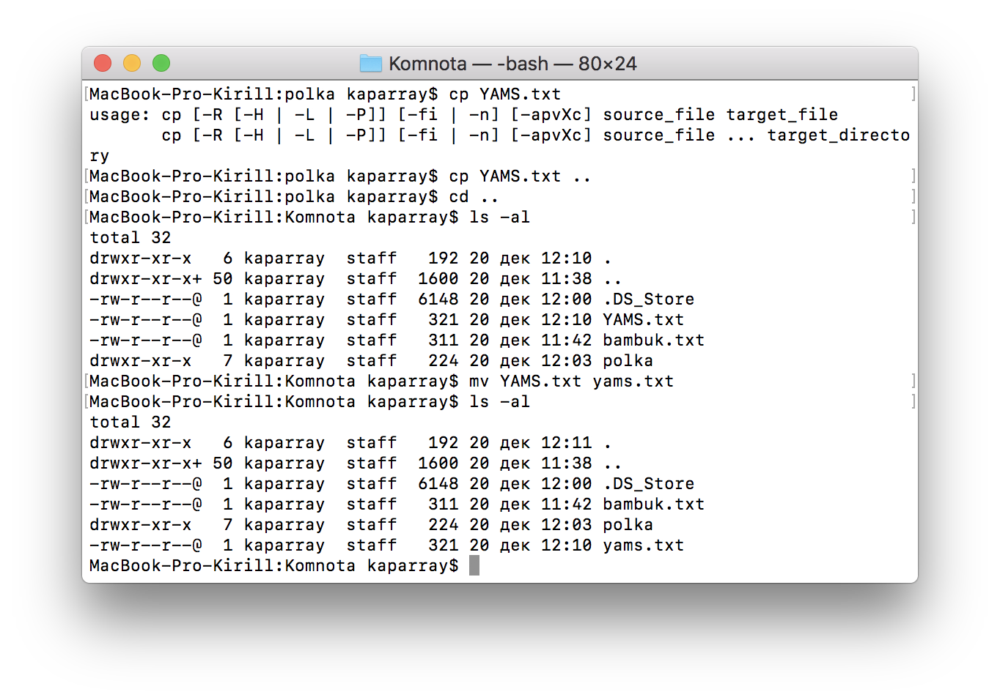 Komnota — -bash — 80×24
[MacBook-Pro-Kirill:polka kaparray$ cp YAMS.txt ]
usage: cp [-R [-H | -L | -P]] [-fi | -n] [-apvXc] source_file target_file
       cp [-R [-H | -L | -P]] [-fi | -n] [-apvXc] source_file ... target_directo
ry
[MacBook-Pro-Kirill:polka kaparray$ cp YAMS.txt .. ]
[MacBook-Pro-Kirill:polka kaparray$ cd .. ]
[MacBook-Pro-Kirill:Komnota kaparray$ ls -al ]
total 32
drwxr-xr-x   6 kaparray  staff   192 20 дек 12:10 .
drwxr-xr-x+ 50 kaparray  staff  1600 20 дек 11:38 ..
-rw-r--r--@  1 kaparray  staff  6148 20 дек 12:00 .DS_Store
-rw-r--r--@  1 kaparray  staff   321 20 дек 12:10 YAMS.txt
-rw-r--r--@  1 kaparray  staff   311 20 дек 11:42 bambuk.txt
drwxr-xr-x   7 kaparray  staff   224 20 дек 12:03 polka
[MacBook-Pro-Kirill:Komnota kaparray$ mv YAMS.txt yams.txt ]
[MacBook-Pro-Kirill:Komnota kaparray$ ls -al ]
total 32
drwxr-xr-x   6 kaparray  staff   192 20 дек 12:11 .
drwxr-xr-x+ 50 kaparray  staff  1600 20 дек 11:38 ..
-rw-r--r--@  1 kaparray  staff  6148 20 дек 12:00 .DS_Store
-rw-r--r--@  1 kaparray  staff   311 20 дек 11:42 bambuk.txt
drwxr-xr-x   7 kaparray  staff   224 20 дек 12:03 polka
-rw-r--r--@  1 kaparray  staff   321 20 дек 12:10 yams.txt
MacBook-Pro-Kirill:Komnota kaparray$